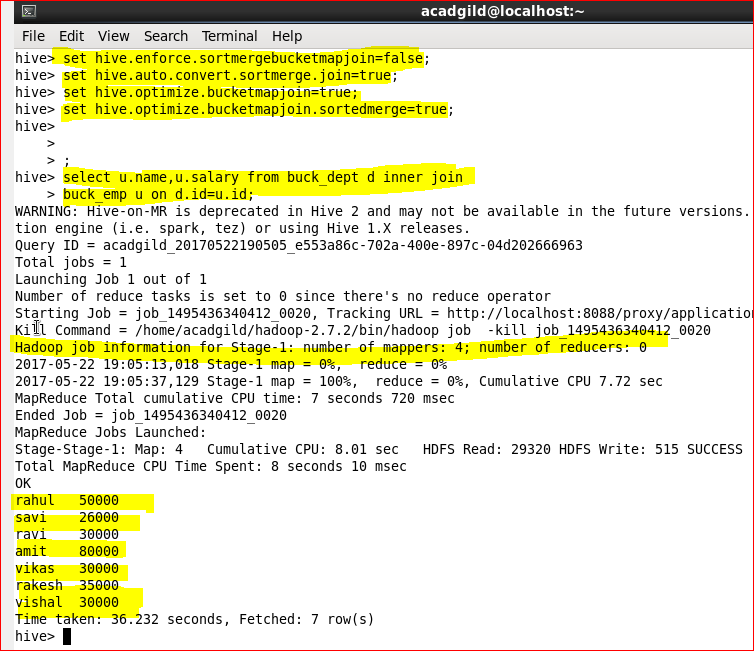 acadgild@localhost:~
File Edit View Search Terminal Help
hive> set hive.enforce.sortmergebucketmapjoin=false;
hive> set hive.auto.convert.sortmerge.join=true;
hive> set hive.optimize.bucketmapjoin=true;
hive> set hive.optimize.bucketmapjoin.sortedmerge=true;
hive>
    >
    > ;
hive> select u.name,u.salary from buck_dept d inner join
    > buck_emp u on d.id=u.id;
WARNING: Hive-on-MR is deprecated in Hive 2 and may not be available in the future versions.
tion engine (i.e. spark, tez) or using Hive 1.X releases.
Query ID = acadgild_20170522190505_e553a86c-702a-400e-897c-04d202666963
Total jobs = 1
Launching Job 1 out of 1
Number of reduce tasks is set to 0 since there's no reduce operator
Starting Job = job_1495436340412_0020, Tracking URL = http://localhost:8088/proxy/application
Kill Command = /home/acadgild/hadoop-2.7.2/bin/hadoop job  -kill job_1495436340412_0020
Hadoop job information for Stage-1: number of mappers: 4; number of reducers: 0
2017-05-22 19:05:13,018 Stage-1 map = 0%,  reduce = 0%
2017-05-22 19:05:37,129 Stage-1 map = 100%,  reduce = 0%, Cumulative CPU 7.72 sec
MapReduce Total cumulative CPU time: 7 seconds 720 msec
Ended Job = job_1495436340412_0020
MapReduce Jobs Launched:
Stage-Stage-1: Map: 4   Cumulative CPU: 8.01 sec   HDFS Read: 29320 HDFS Write: 515 SUCCESS
Total MapReduce CPU Time Spent: 8 seconds 10 msec
OK
rahul   50000
savi    26000
ravi    30000
amit    80000
vikas   30000
rakesh  35000
vishal  30000
Time taken: 36.232 seconds, Fetched: 7 row(s)
hive>